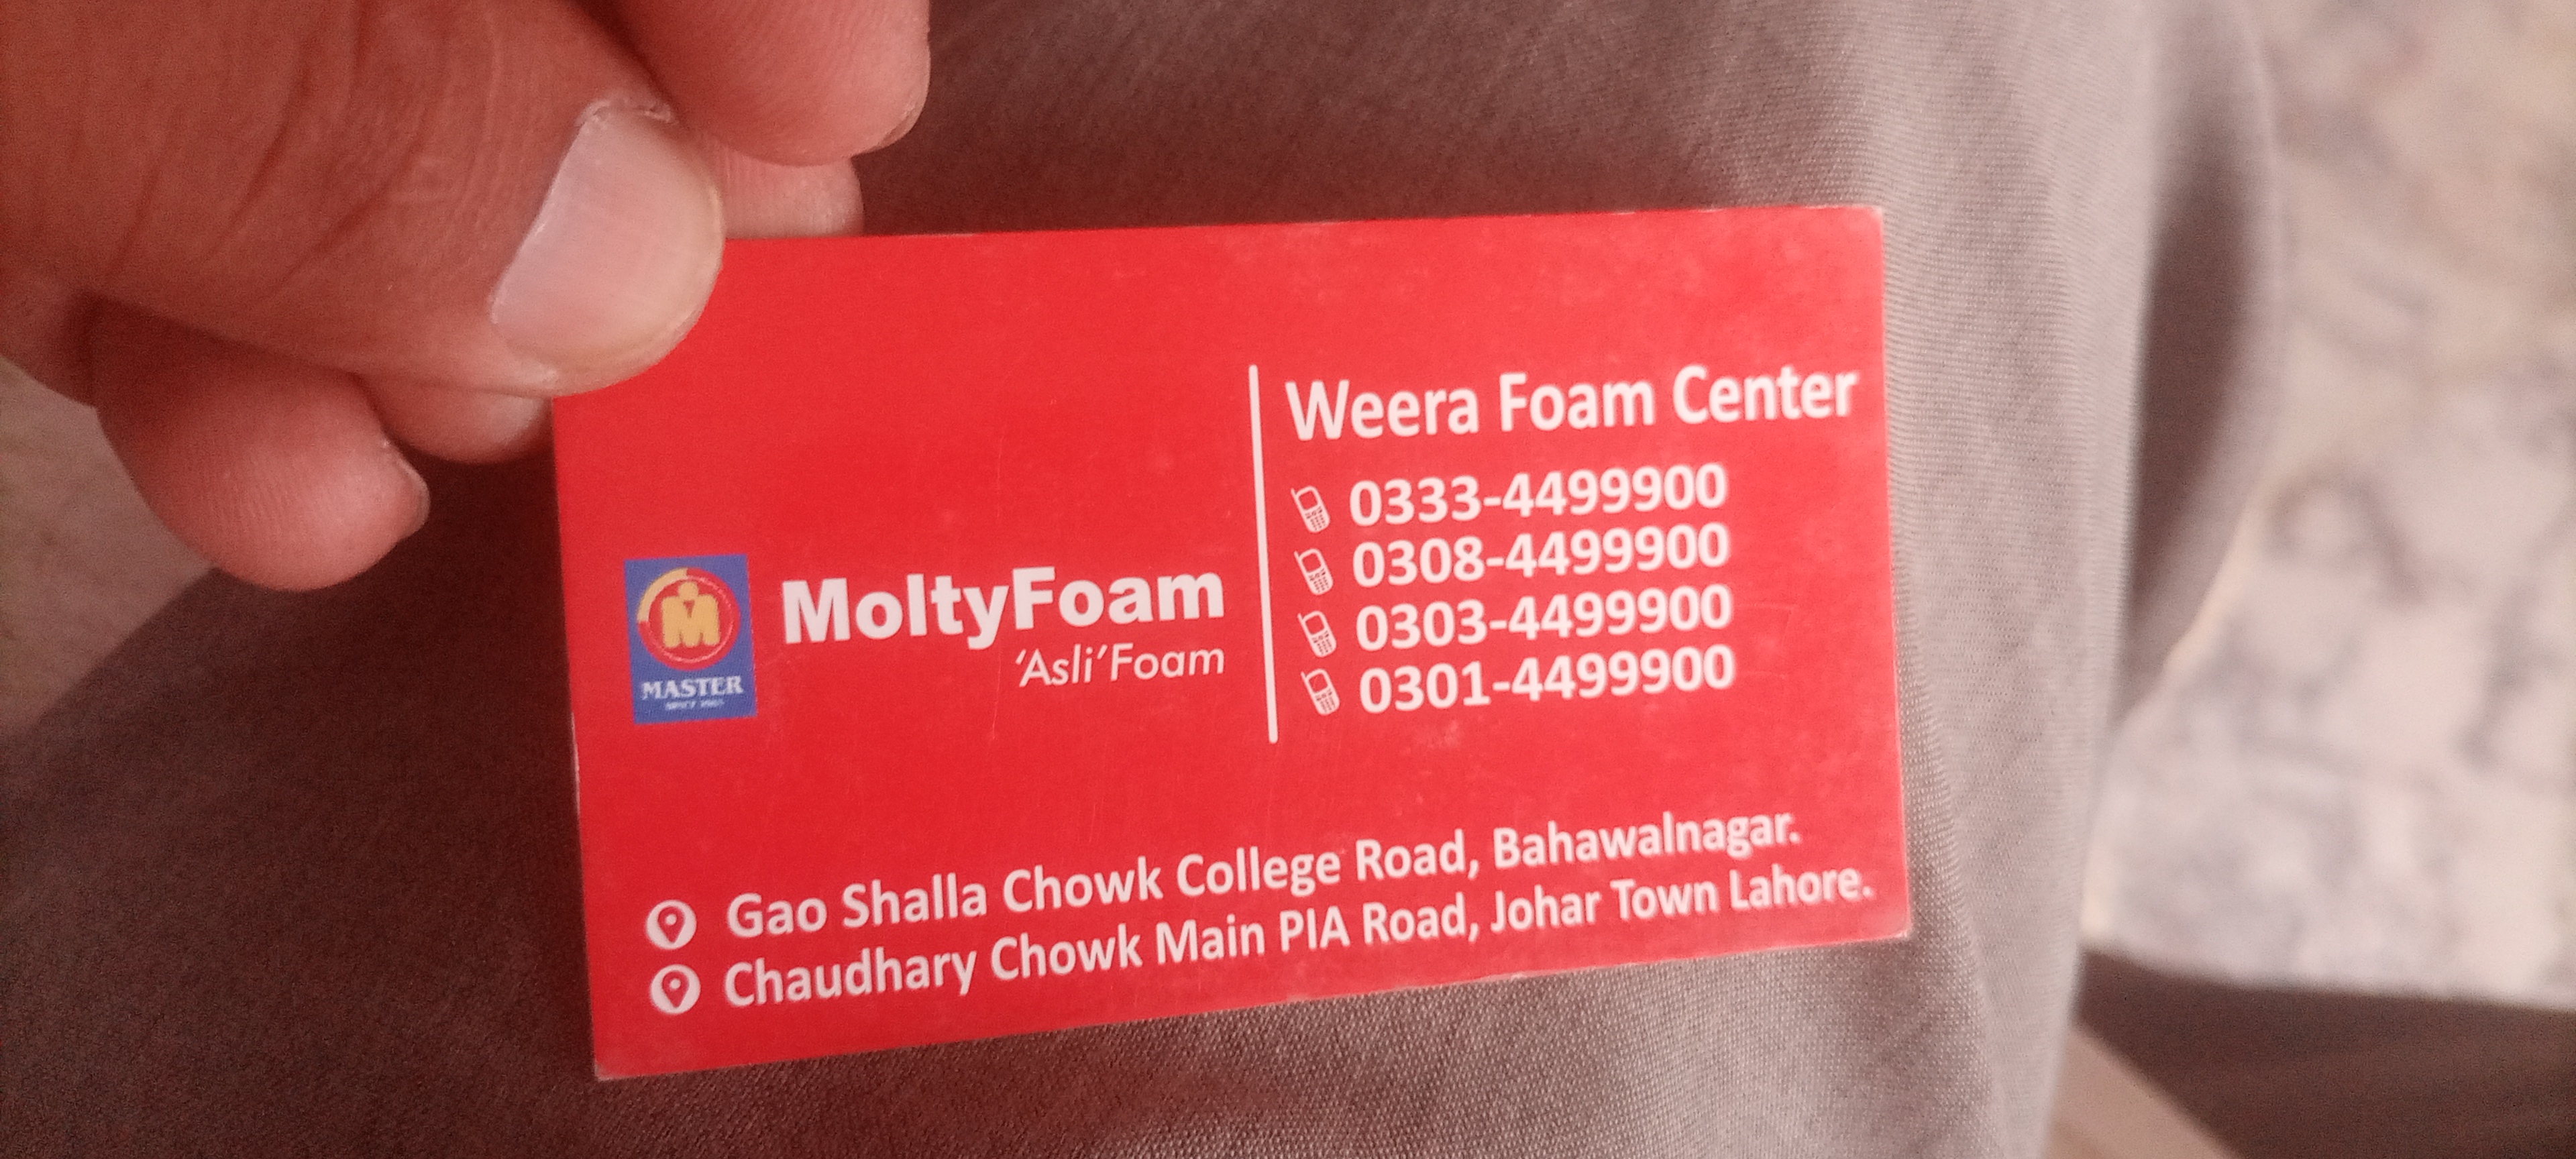 MASTER
MoltyFoam
'Asli' Foam
Weera Foam Center
0333-4499900
0308-4499900
0303-4499900
0301-4499900
Gao Shalla Chowk College Road, Bahawalnagar.
Chaudhary Chowk Main PIA Road, Johar Town Lahore.